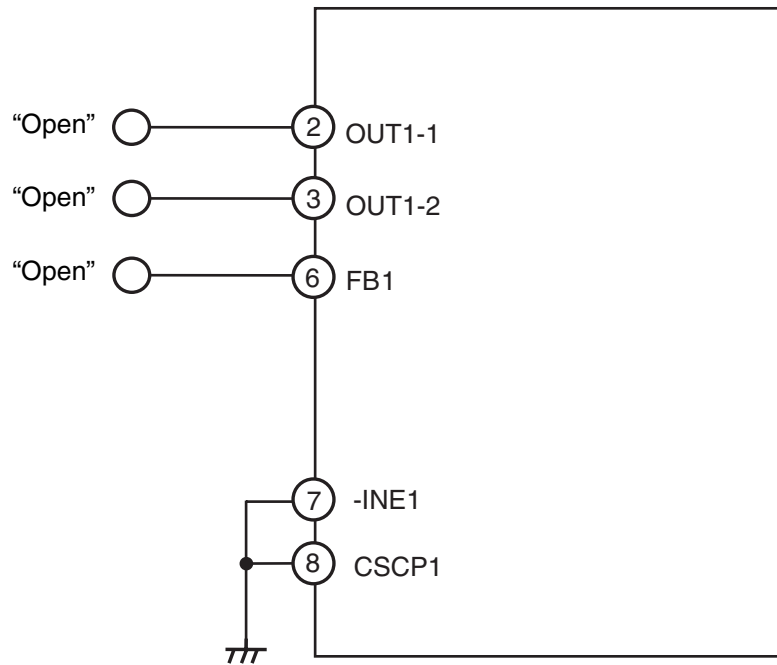 “Open” 2 OUT1-1
“Open” 3 OUT1-2
“Open” 6 FB1
7 -INE1
8 CSCP1